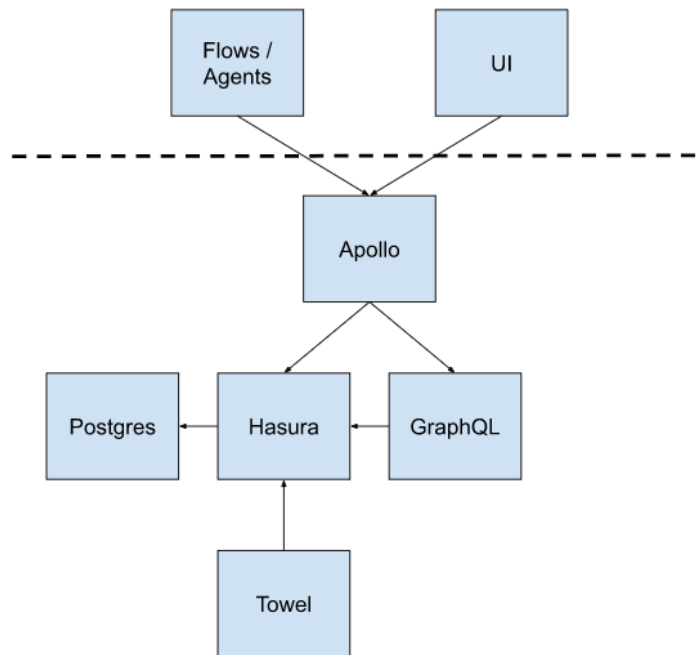 Flows /
Agents
UI
Apollo
Postgres
Hasura
GraphQL
Towel